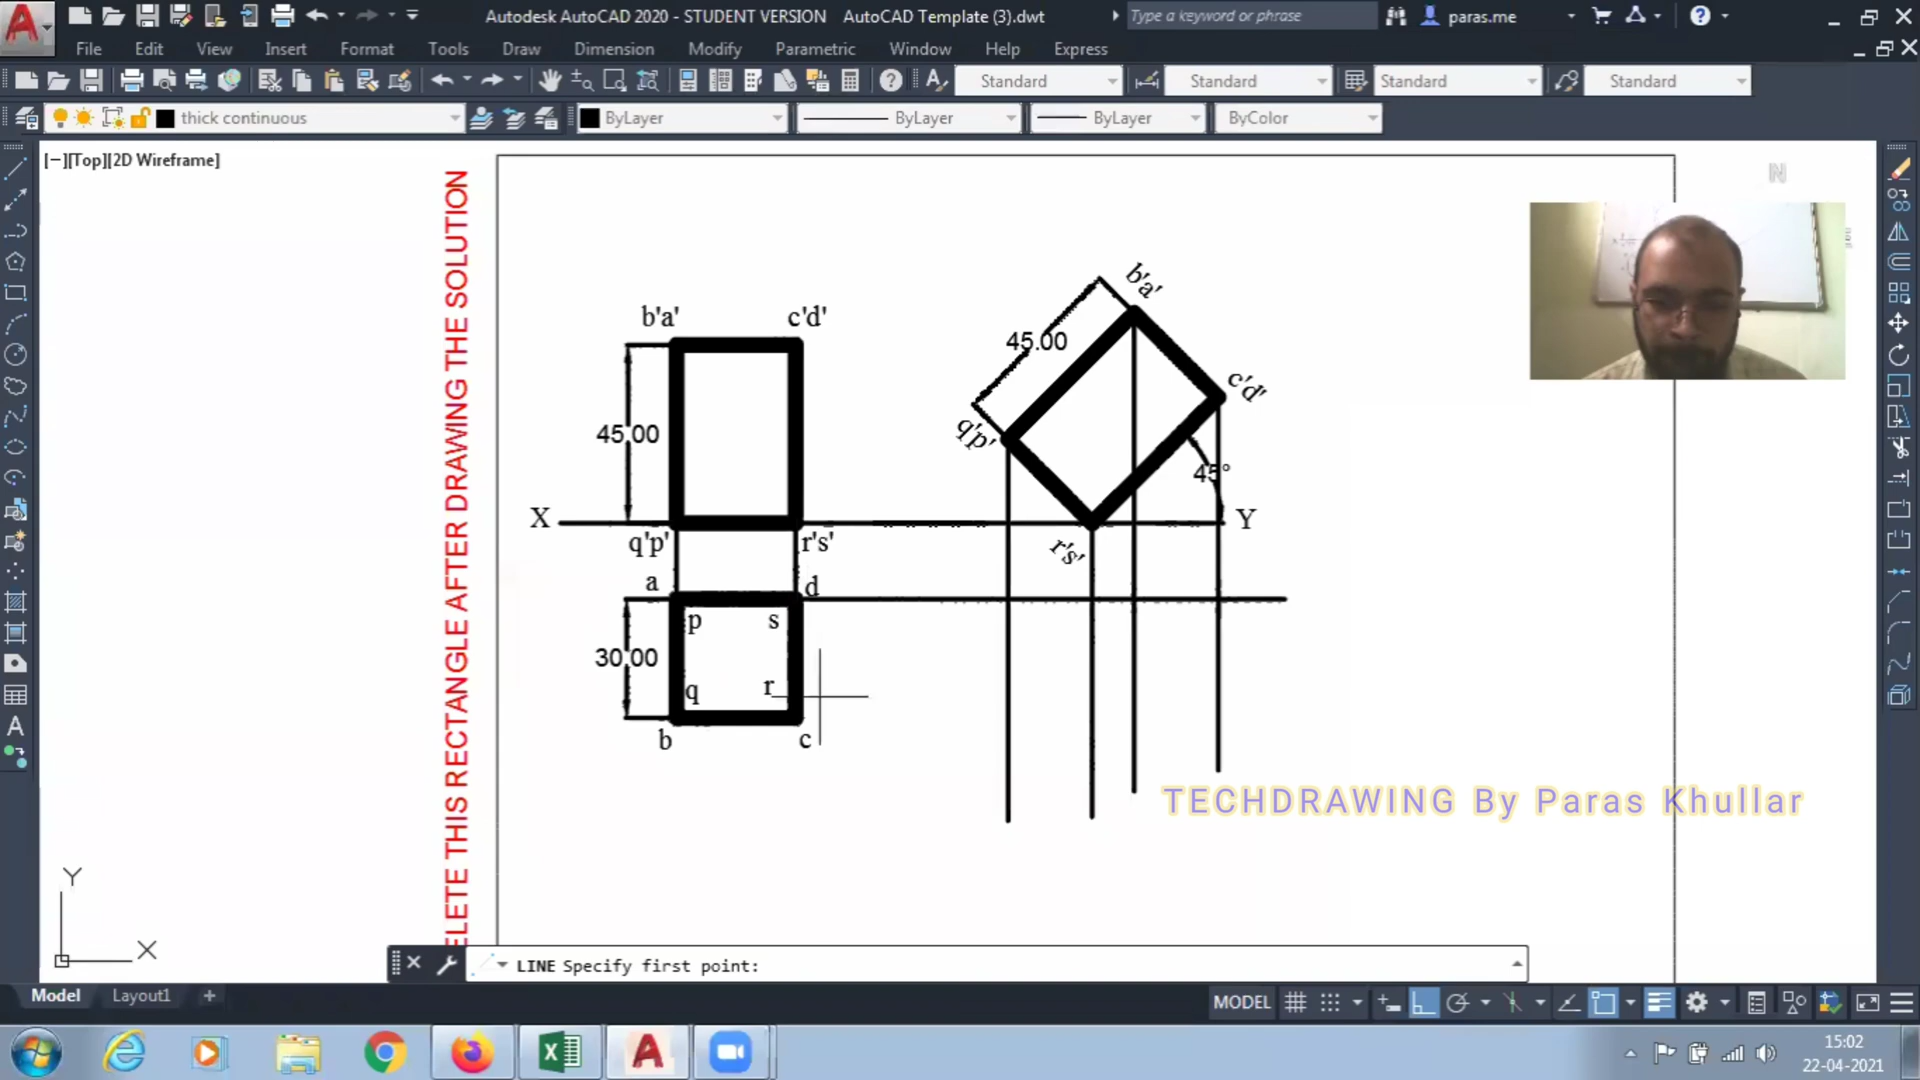 Autodesk AutoCAD 2020 - STUDENT VERSION AutoCAD Template (3).dwt
Type a keyword or phrase
paras.me
File Edit View Insert Format Tools Draw Dimension Modify Parametric Window Help Express
Standard Standard Standard Standard
thick continuous ByLayer ByLayer ByLayer ByColor
[−][Top][2D Wireframe]
N
ELETE THIS RECTANGLE AFTER DRAWING THE SOLUTION
b'a' c'd'
45.00
X
q'p' r's'
a d
p s
30.00
q r
b c
b'a'
45.00
c'd'
q'p'
45°
Y
r's'
TECHDRAWING By Paras Khullar
Y
X
LINE Specify first point:
Model Layout1 +
MODEL
15:02
22-04-2021